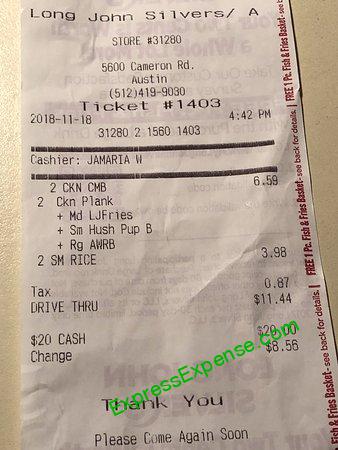 Long John Silvers/ A
STORE #31280
5600 Cameron Rd.
Austin
(512)419-9030
Ticket #1403
2018-11-18 4:42 PM
31280 2 1560 1403
Cashier: JAMARIA W
2 CKN CMB 6.59
2 Ckn Plank
+ Md LJFries
+ Sm Hush Pup B
+ Rg AWRB
2 SM RICE 3.98
Tax 0.87
DRIVE THRU $11.44
$20 CASH $20.00
Change $8.56
ExpressExpense.com
Thank You
Please Come Again Soon
FREE 1 Pc. Fish & Fries Basket - see back for details. |
FREE 1 Pc. Fish & Fries Basket - see back for details. |
Fish & Fries Basket - see back for details. |